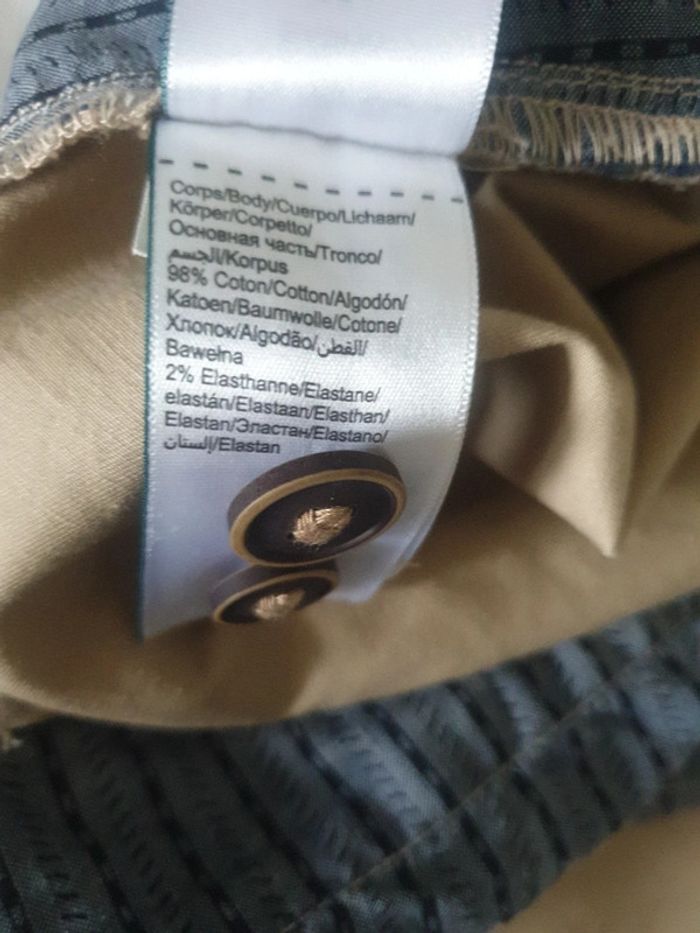 Corps/Body/Cuerpo/Lichaam/
Körper/Corpetto/
Основная часть/Tronco/
الجسم/Korpus
98% Coton/Cotton/Algodón/
Katoen/Baumwolle/Cotone/
Хлопок/Algodão/القطن/
Bawełna
2% Elasthanne/Elastane/
elastán/Elastaan/Elasthan/
Elastan/Эластан/Elastano/
إلستان/Elastan